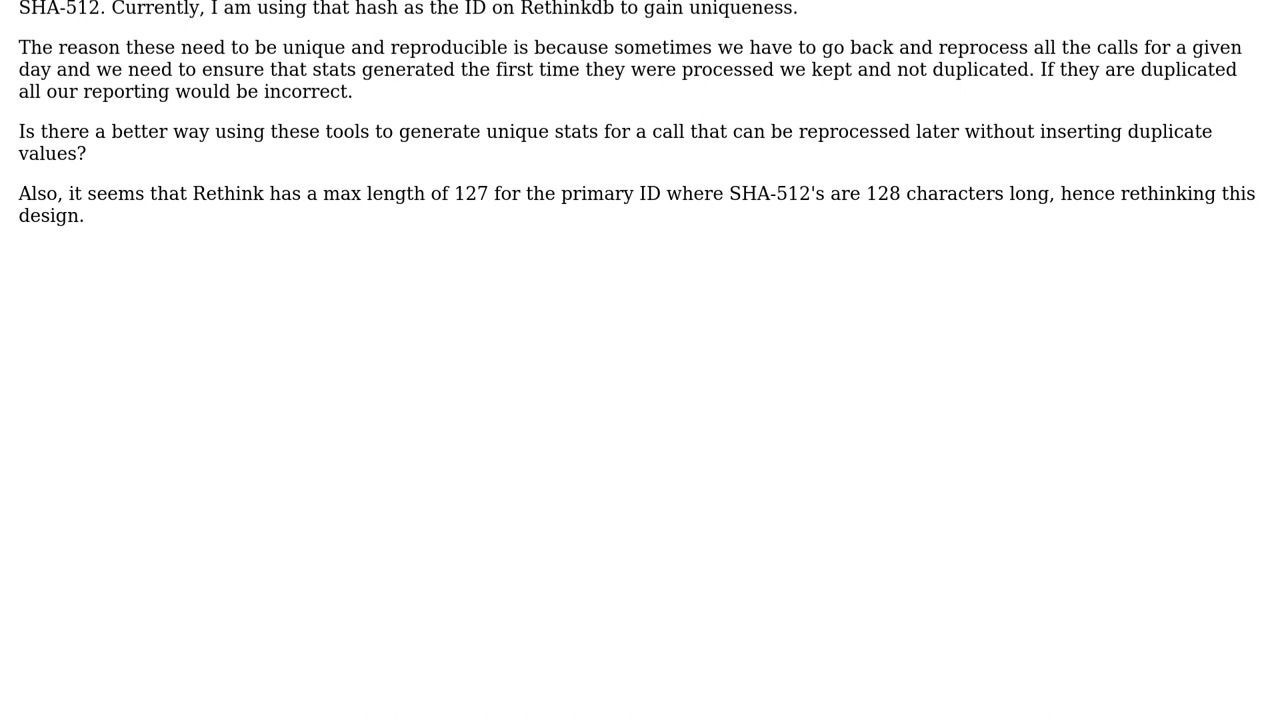 SHA-512. Currently, I am using that hash as the ID on Rethinkdb to gain uniqueness.
The reason these need to be unique and reproducible is because sometimes we have to go back and reprocess all the calls for a given
day and we need to ensure that stats generated the first time they were processed we kept and not duplicated. If they are duplicated
all our reporting would be incorrect.
Is there a better way using these tools to generate unique stats for a call that can be reprocessed later without inserting duplicate
values?
Also, it seems that Rethink has a max length of 127 for the primary ID where SHA-512's are 128 characters long, hence rethinking this
design.